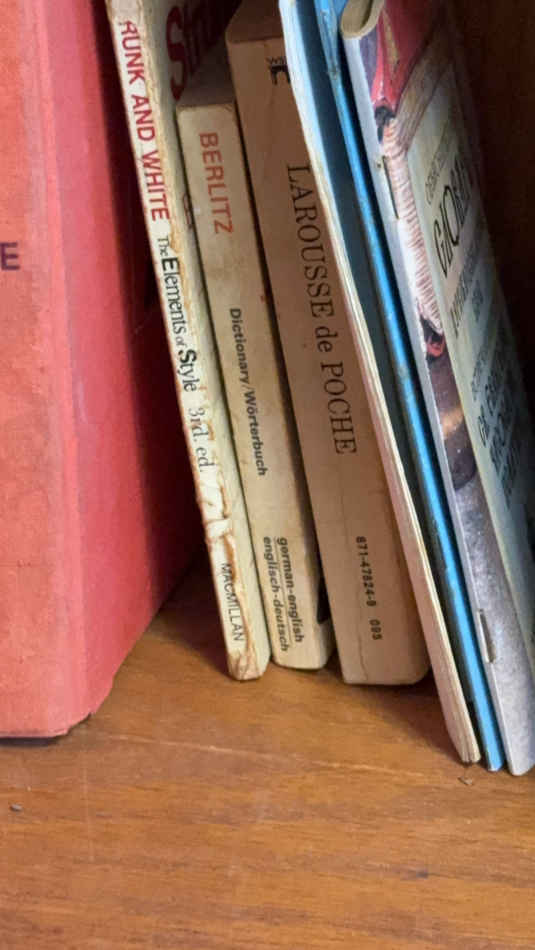 E
RUNK AND WHITE The Elements of Style 3rd. ed. MACMILLAN
BERLITZ Dictionary/Wörterbuch
german-english
englisch-deutsch
LAROUSSE de POCHE 671-47824-9 095